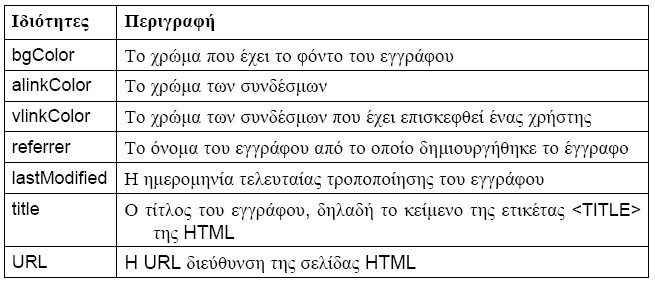 Ιδιότητες Περιγραφή
bgColor Το χρώμα που έχει το φόντο του εγγράφου
alinkColor Το χρώμα των συνδέσμων
vlinkColor Το χρώμα των συνδέσμων που έχει επισκεφθεί ένας χρήστης
referrer Το όνομα του εγγράφου από το οποίο δημιουργήθηκε το έγγραφο
lastModified Η ημερομηνία τελευταίας τροποποίησης του εγγράφου
title Ο τίτλος του εγγράφου, δηλαδή το κείμενο της ετικέτας <TITLE>
της HTML
URL Η URL διεύθυνση της σελίδας HTML